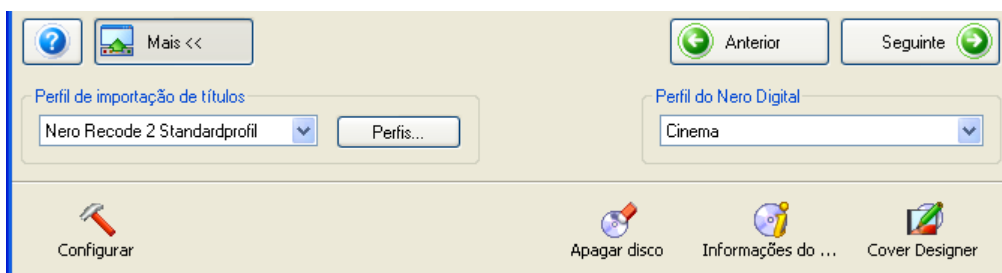 Mais <<
Anterior
Seguinte
Perfil de importação de títulos
Perfil do Nero Digital
Nero Recode 2 Standardprofil
Perfis...
Cinema
Configurar
Apagar disco
Informações do ...
Cover Designer